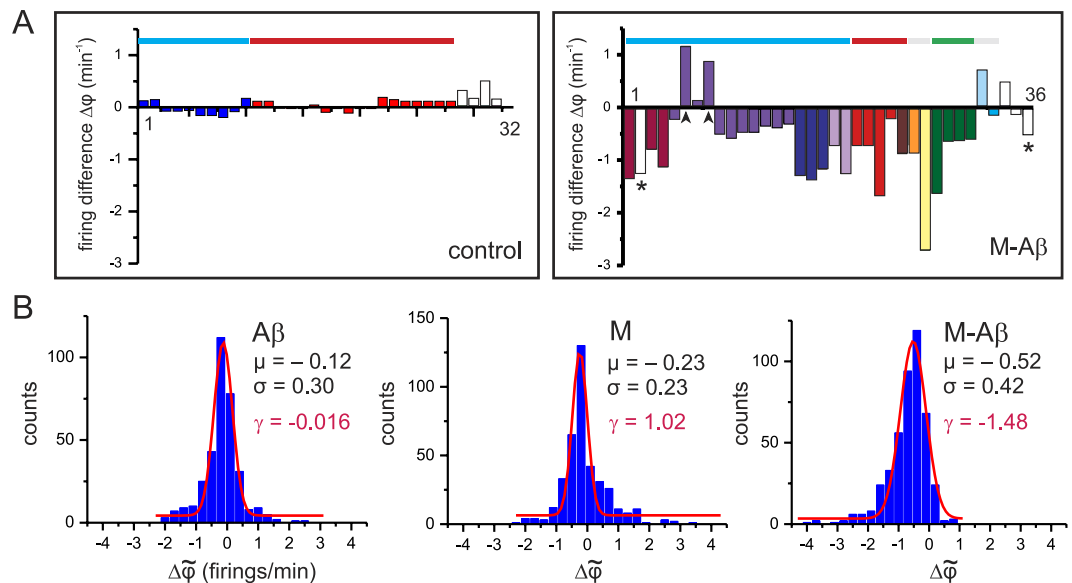 A
firing difference Δφ (min⁻¹)
1
0
-1
-2
-3
1
32
control
firing difference Δφ (min⁻¹)
1
0
-1
-2
-3
1
36
*
*
M-Aβ
B
counts
100
50
0
Aβ
μ = – 0.12
σ = 0.30
γ = -0.016
-4 -3 -2 -1 0 1 2 3 4
Δφ̃ (firings/min)
counts
150
100
50
0
M
μ = – 0.23
σ = 0.23
γ = 1.02
-4 -3 -2 -1 0 1 2 3 4
Δφ̃
counts
100
50
0
M-Aβ
μ = – 0.52
σ = 0.42
γ = -1.48
-4 -3 -2 -1 0 1 2 3 4
Δφ̃